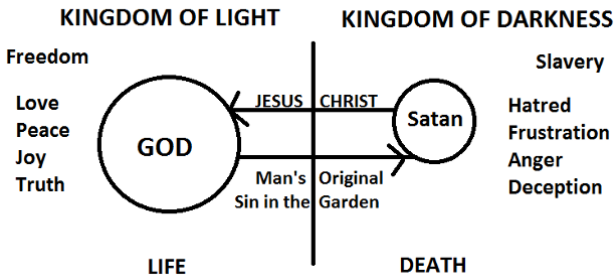 KINGDOM OF LIGHT
KINGDOM OF DARKNESS
Freedom
Slavery
Love
Peace
Joy
Truth
GOD
JESUS CHRIST
Satan
Hatred
Frustration
Anger
Deception
Man's Original
Sin in the Garden
LIFE
DEATH